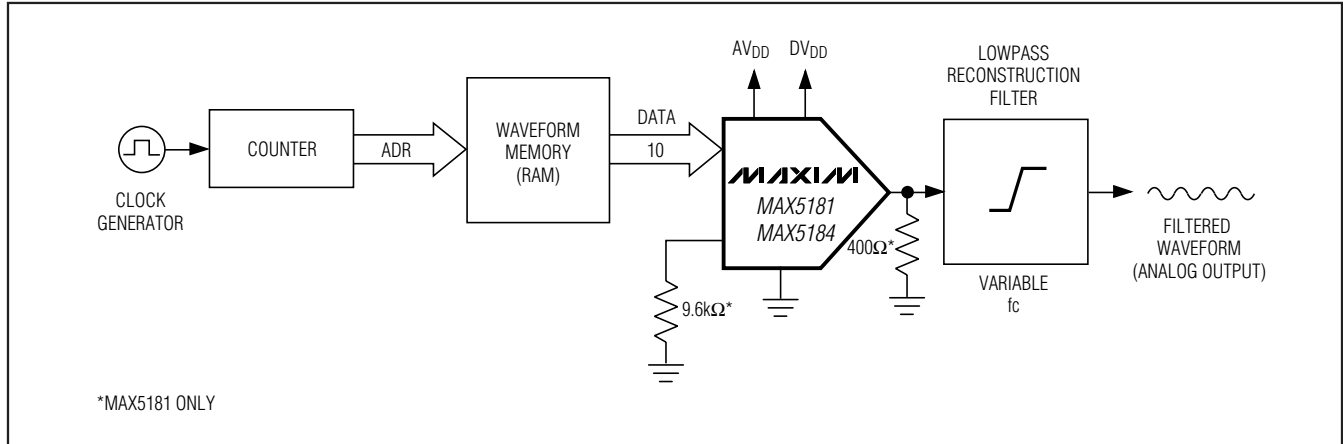 AVDD
DVDD
LOWPASS
RECONSTRUCTION
FILTER
CLOCK
GENERATOR
COUNTER
ADR
WAVEFORM
MEMORY
(RAM)
DATA
10
MAXIM
MAX5181
MAX5184
9.6kΩ*
400Ω*
VARIABLE
fc
FILTERED
WAVEFORM
(ANALOG OUTPUT)
*MAX5181 ONLY